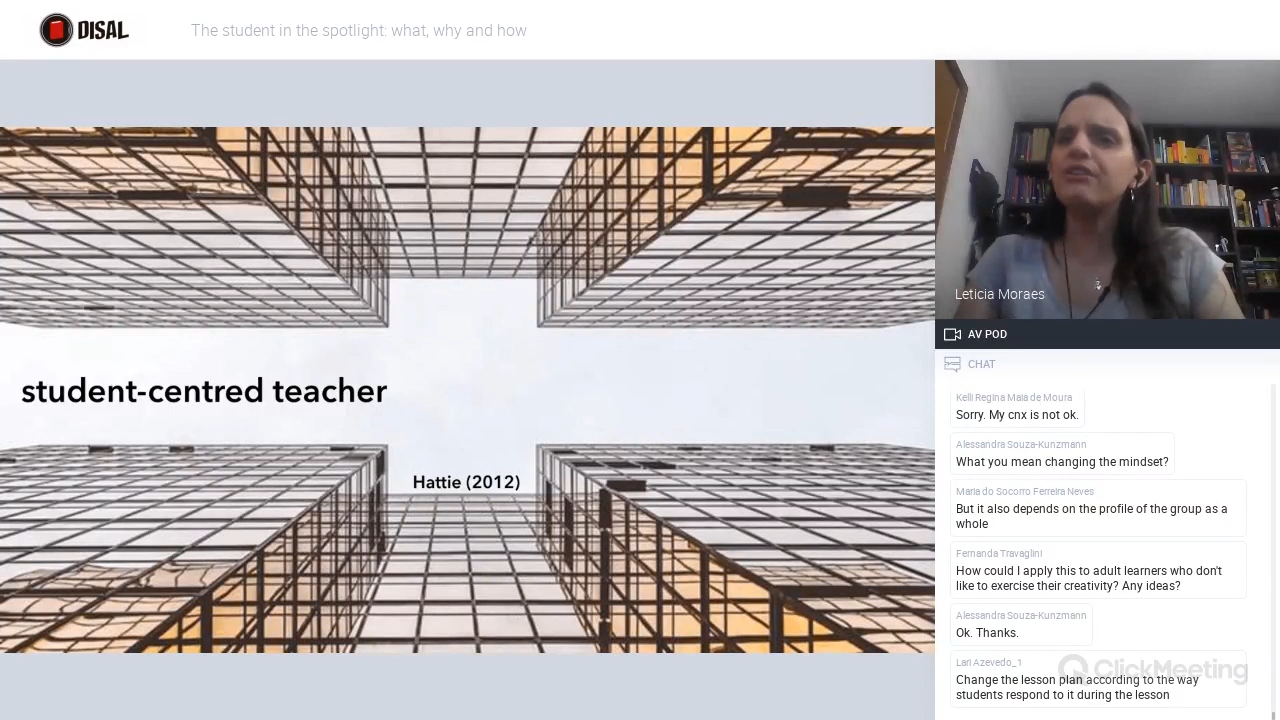 DISAL
The student in the spotlight: what, why and how
student-centred teacher
Hattie (2012)
Leticia Moraes
AV POD
CHAT
Kelli Regina Maia de Moura
Sorry. My cnx is not ok.
Alessandra Souza-Kunzmann
What you mean changing the mindset?
Maria do Socorro Ferreira Neves
But it also depends on the profile of the group as a
whole
Fernanda Travaglini
How could I apply this to adult learners who don't
like to exercise their creativity? Any ideas?
Alessandra Souza-Kunzmann
Ok. Thanks.
Lari Azevedo_1
Change the lesson plan according to the way
students respond to it during the lesson
ClickMeeting